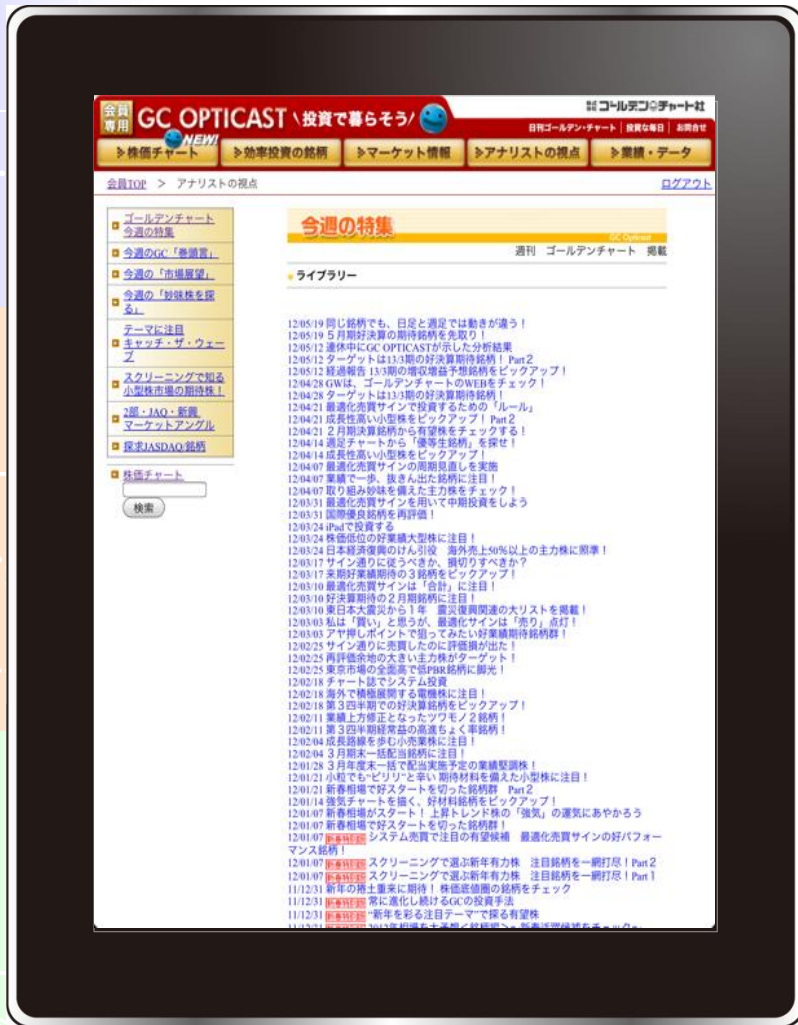 会員専用 GC OPTICAST \投資で暮らそう/ ゴールデン チャート社
日刊ゴールデン・チャート | 投資な毎日 | お問合せ
NEW!
株価チャート 効率投資の銘柄 マーケット情報 アナリストの視点 業績・データ
会員TOP > アナリストの視点 ログアウト
ゴールデンチャート
今週の特集
今週のGC「巻頭言」
今週の「市場展望」
今週の「妙味株を探
る」
テーマに注目
キャッチ・ザ・ウェー
ブ
スクリーニングで知る
小型株市場の期待株！
2部・JAQ・新興
マーケットアングル
探求JASDAQ銘柄
株価チャート
検索
今週の特集
GC Opticast
週刊 ゴールデンチャート 掲載
ライブラリー
12/05/19 同じ銘柄でも、日足と週足では動きが違う！
12/05/19 ５月期好決算の期待銘柄を先取り！
12/05/12 連休中にGC OPTICASTが示した分析結果
12/05/12 ターゲットは13/3期の好決算期待銘柄！ Part２
12/05/12 経過報告 13/3期の増収増益予想銘柄をピックアップ！
12/04/28 GWは、ゴールデンチャートのWEBをチェック！
12/04/28 ターゲットは13/3期の好決算期待銘柄！
12/04/21 最適化売買サインで投資するための「ルール」
12/04/21 成長性高い小型株をピックアップ！ Part２
12/04/21 ２月期決算銘柄から有望株をチェックする！
12/04/14 週足チャートから「優等生銘柄」を探せ！
12/04/14 成長性高い小型株をピックアップ！
12/04/07 最適化売買サインの周期見直しを実施
12/04/07 業績で一歩、抜きん出た銘柄に注目！
12/04/07 取り組み妙味を備えた主力株をチェック！
12/03/31 最適化売買サインを用いて中期投資をしよう
12/03/31 国際優良銘柄を再評価！
12/03/24 iPadで投資する
12/03/24 株価低位の好業績大型株に注目！
12/03/24 日本経済復興のけん引役 海外売上50%以上の主力株に照準！
12/03/17 サイン通りに従うべきか、損切りすべきか？
12/03/17 来期好業績期待の３銘柄をピックアップ！
12/03/10 最適化売買サインは「合計」に注目！
12/03/10 好決算期待の２月期銘柄に注目！
12/03/10 東日本大震災から１年 震災復興関連の大リストを掲載！
12/03/03 私は「買い」と思うが、最適化サインは「売り」点灯！
12/03/03 アヤ押しポイントで狙ってみたい好業績期待銘柄群！
12/02/25 サイン通りに売買したのに評価損が出た！
12/02/25 再評価余地の大きい主力株がターゲット！
12/02/25 東京市場の全面高で低PBR銘柄に脚光！
12/02/18 チャート誌でシステム投資
12/02/18 海外で積極展開する電機株に注目！
12/02/18 第３四半期での好決算銘柄をピックアップ！
12/02/11 業績上方修正となったツワモノ２銘柄！
12/02/11 第３四半期経常益の高進ちょく率銘柄！
12/02/04 成長路線を歩む小売業株に注目！
12/02/04 ３月期末一括配当銘柄に注目！
12/01/28 ３月年度末一括で配当実施予定の業績堅調株！
12/01/21 小粒でも“ピリリ”と辛い 期待材料を備えた小型株に注目！
12/01/21 新春相場で好スタートを切った銘柄群 Part２
12/01/14 強気チャートを描く、好材料銘柄をピックアップ！
12/01/07 新春相場がスタート！ 上昇トレンド株の「強気」の運気にあやかろう
12/01/07 新春相場で好スタートを切った銘柄群！
12/01/07 新春特別版 システム売買で注目の有望候補 最適化売買サインの好パフォー
マンス銘柄！
12/01/07 新春特別版 スクリーニングで選ぶ新年有力株 注目銘柄を一網打尽！Part２
12/01/07 新春特別版 スクリーニングで選ぶ新年有力株 注目銘柄を一網打尽！Part１
11/12/31 新年の捲土重来に期待！ 株価底値圏の銘柄をチェック
11/12/31 新春特別版 常に進化し続けるGCの投資手法
11/12/31 新春特別版 “新年を彩る注目テーマ”で探る有望株